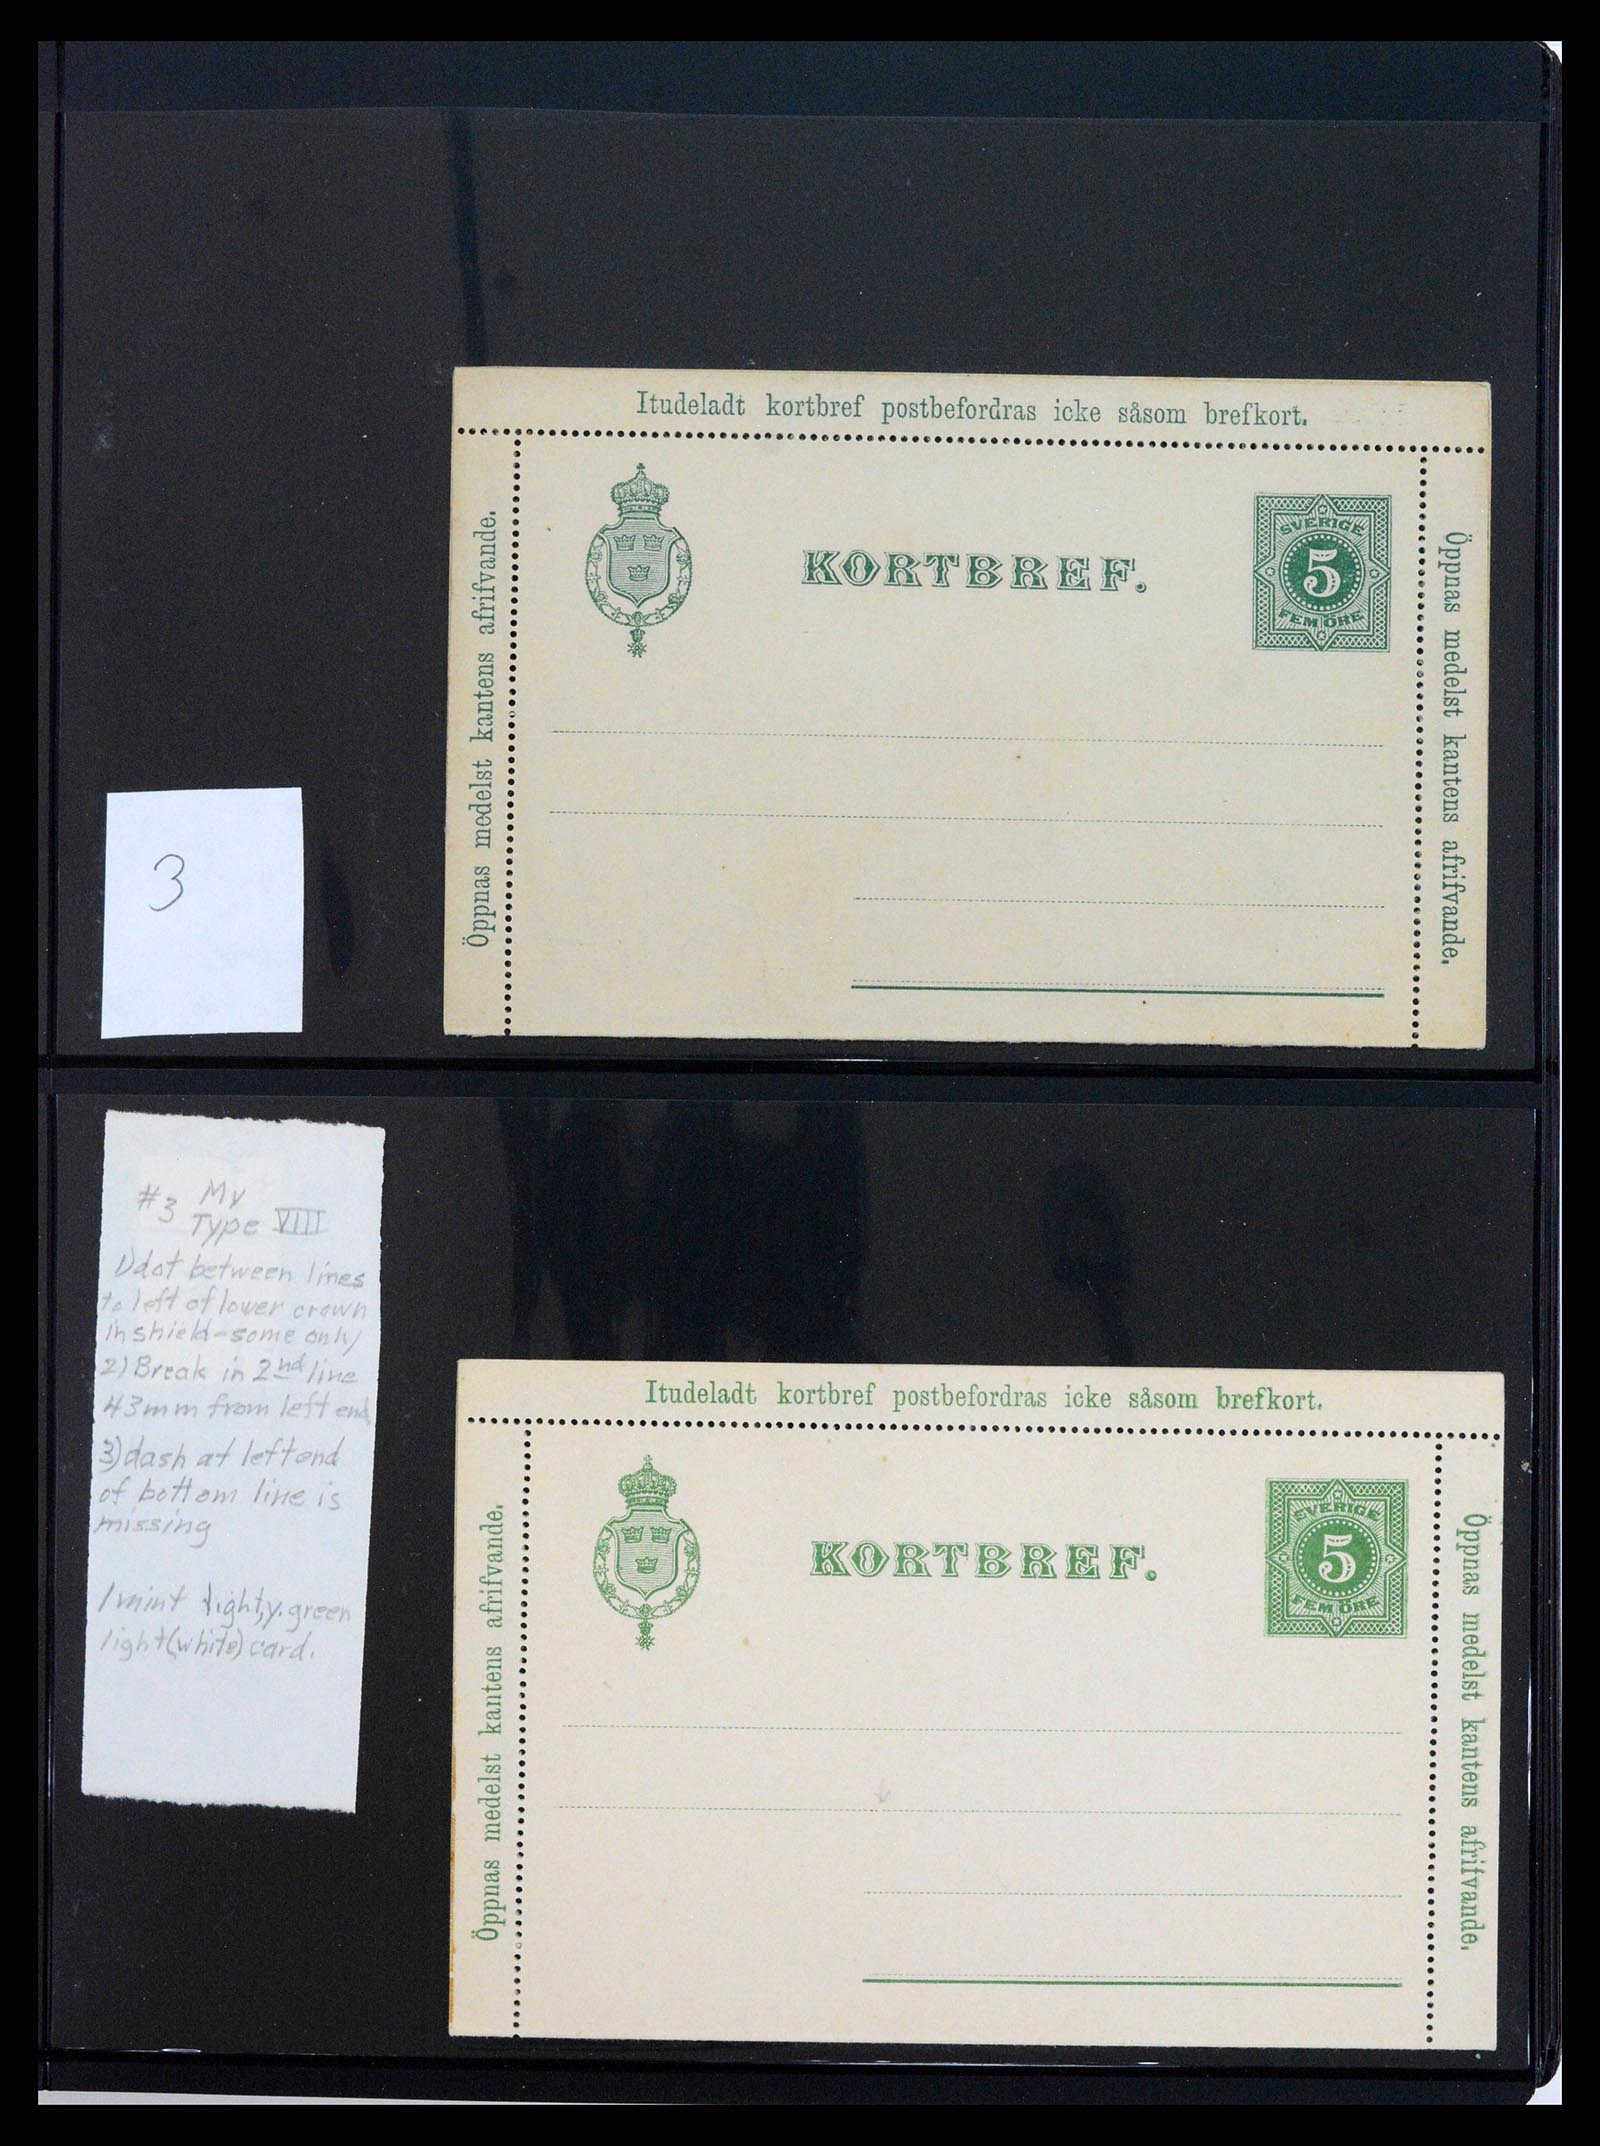 Itudeladt kortbref postbefordras icke såsom brefkort.
Öppnas medelst kantens afrifvande.
KORTBREF.
SVERIGE
5
FEM ÖRE
Öppnas medelst kantens afrifvande.
3
#3 My
Type VIII
1) dot between lines
to left of lower crown
in shield-some only
2) Break in 2nd line
43mm from left end
3) dash at left end
of bottom line is
missing
1 mint light, y. green
light (white) card.
Itudeladt kortbref postbefordras icke såsom brefkort.
Öppnas medelst kantens afrifvande.
KORTBREF.
SVERIGE
5
FEM ÖRE
Öppnas medelst kantens afrifvande.